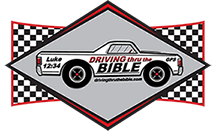 Luke
12:34
DRIVING thru the
BIBLE
drivingthruthebible.com
GPS